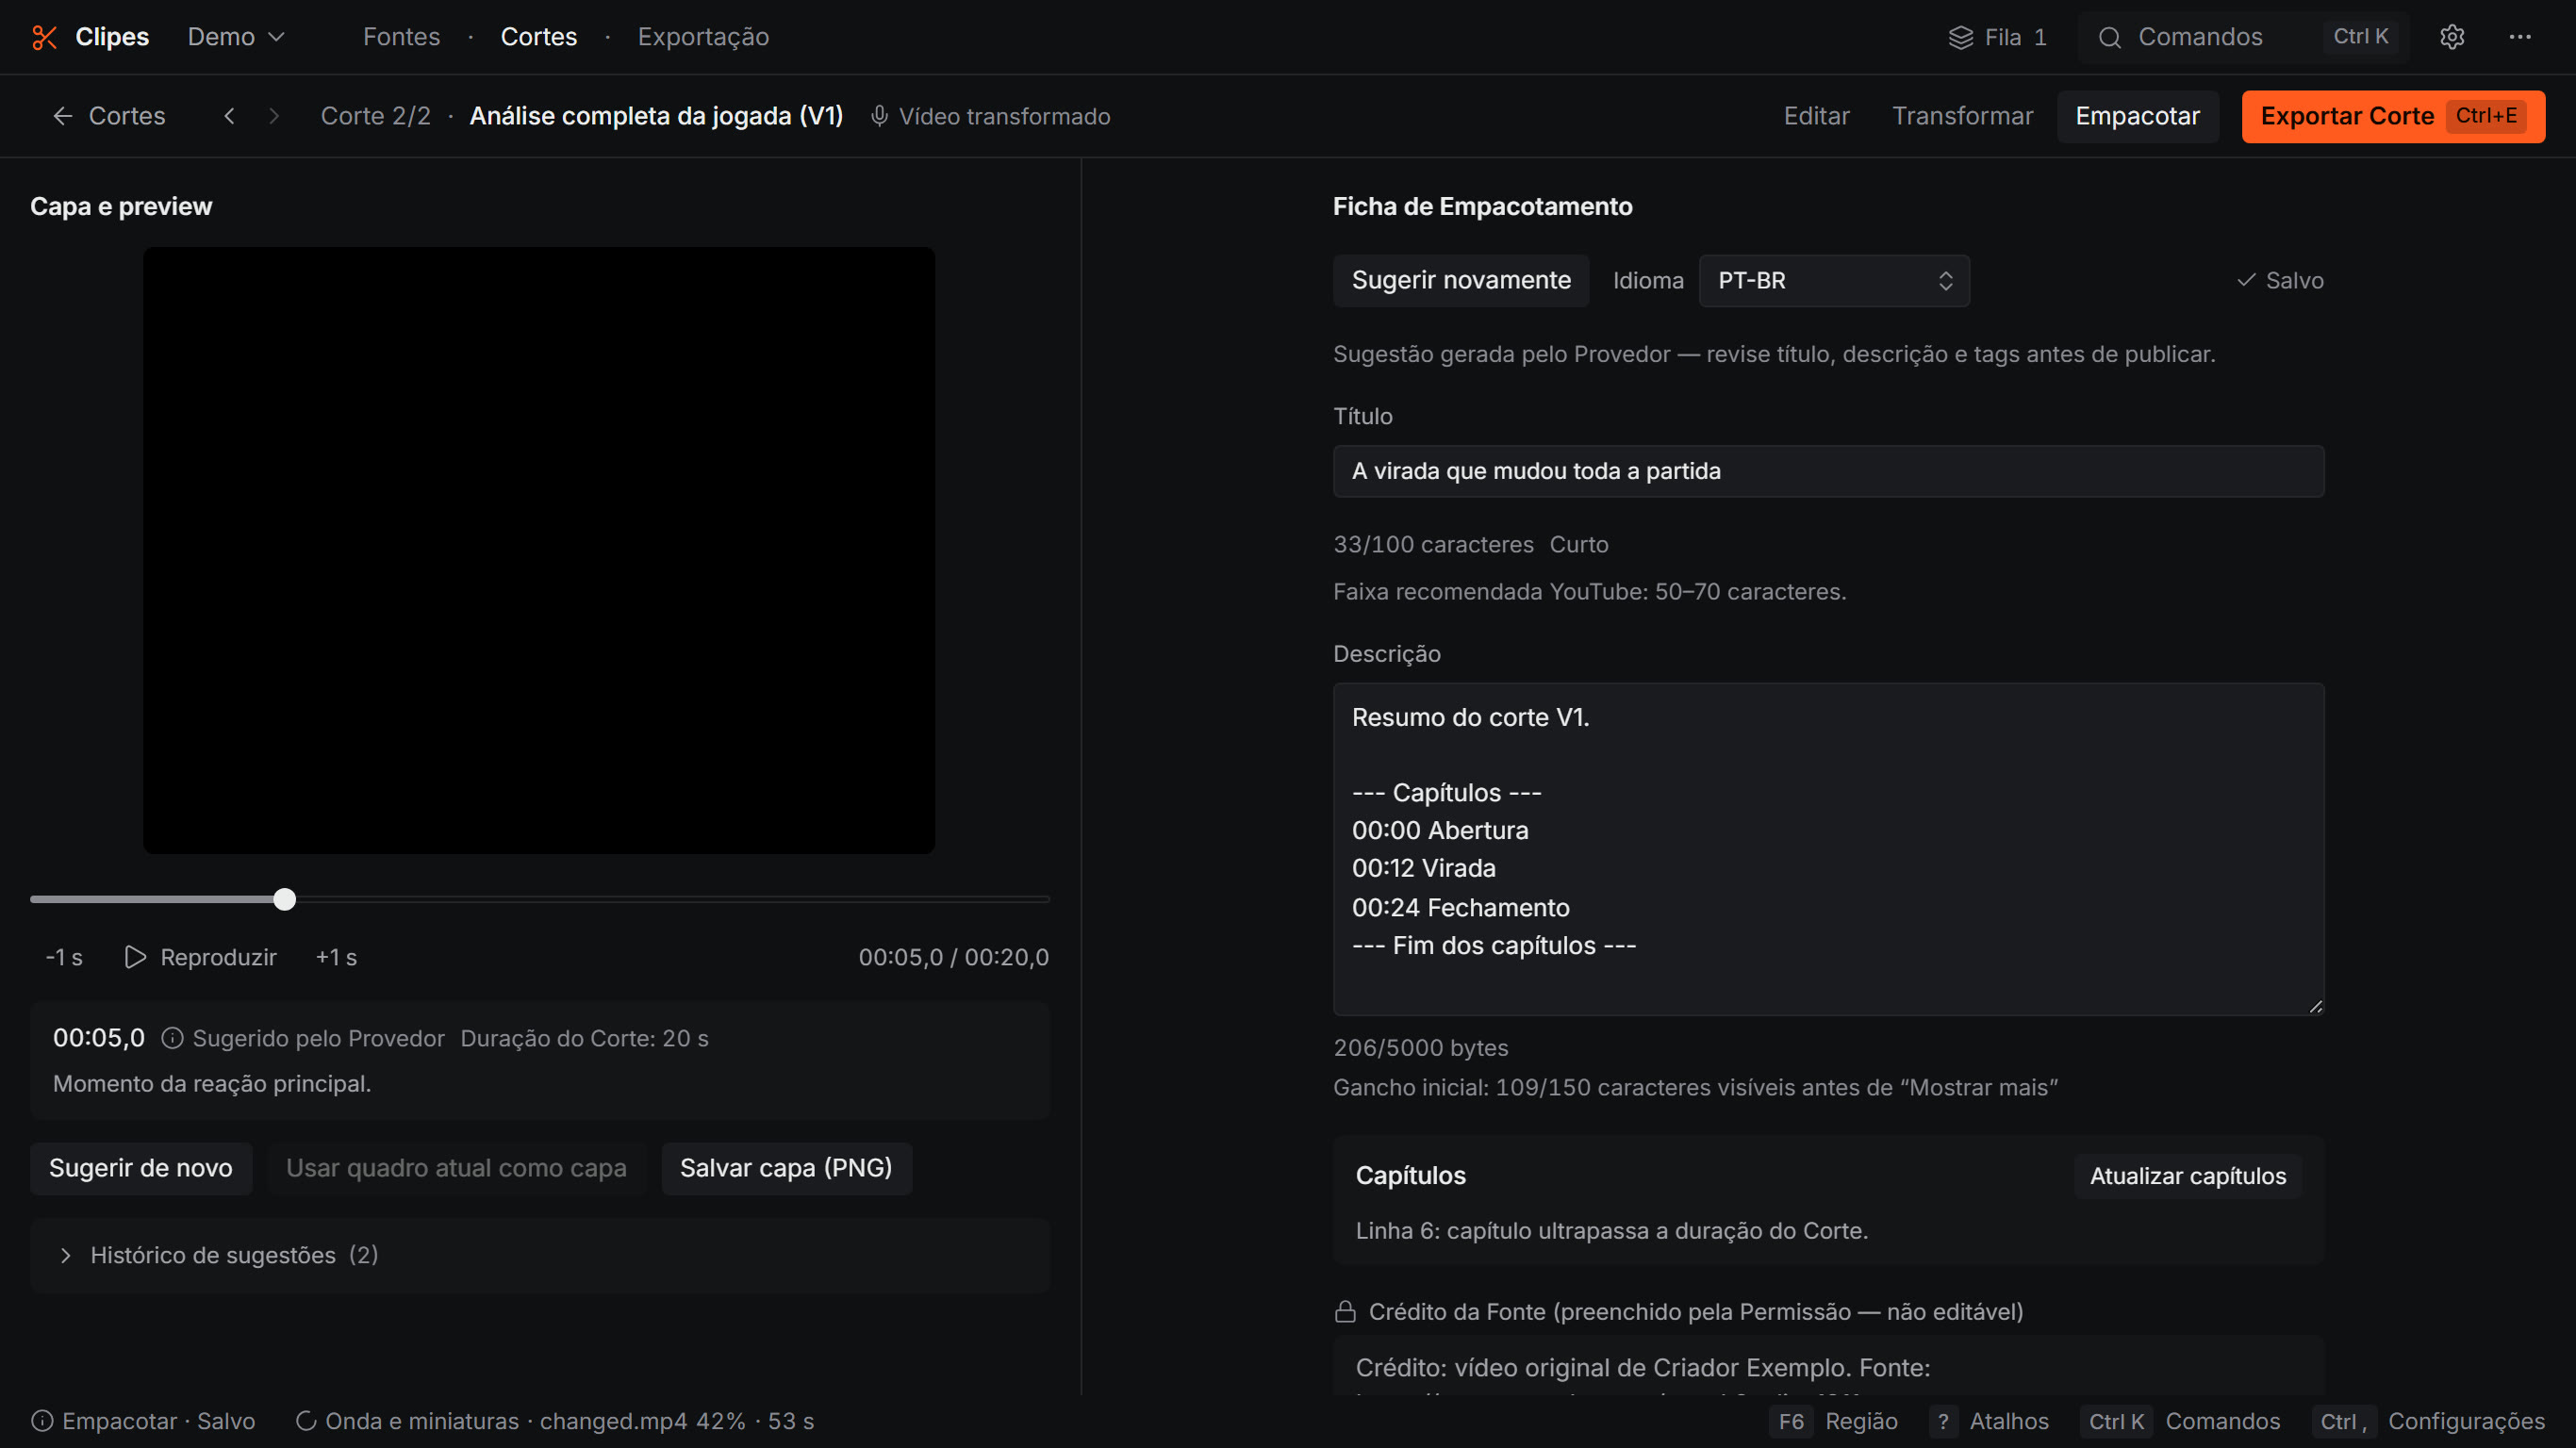 Clipes Demo Fontes · Cortes · Exportação Fila 1 Comandos Ctrl K
Cortes Corte 2/2 · Análise completa da jogada (V1) Vídeo transformado Editar Transformar Empacotar Exportar Corte Ctrl+E
Capa e preview
-1 s Reproduzir +1 s 00:05,0 / 00:20,0
00:05,0 Sugerido pelo Provedor Duração do Corte: 20 s
Momento da reação principal.
Sugerir de novo Usar quadro atual como capa Salvar capa (PNG)
Histórico de sugestões (2)
Ficha de Empacotamento
Sugerir novamente Idioma PT-BR Salvo
Sugestão gerada pelo Provedor — revise título, descrição e tags antes de publicar.
Título
A virada que mudou toda a partida
33/100 caracteres Curto
Faixa recomendada YouTube: 50–70 caracteres.
Descrição
Resumo do corte V1.
--- Capítulos ---
00:00 Abertura
00:12 Virada
00:24 Fechamento
--- Fim dos capítulos ---
206/5000 bytes
Gancho inicial: 109/150 caracteres visíveis antes de “Mostrar mais”
Capítulos Atualizar capítulos
Linha 6: capítulo ultrapassa a duração do Corte.
Crédito da Fonte (preenchido pela Permissão — não editável)
Crédito: vídeo original de Criador Exemplo. Fonte:
Empacotar · Salvo Onda e miniaturas · changed.mp4 42% · 53 s F6 Região ? Atalhos Ctrl K Comandos Ctrl , Configurações